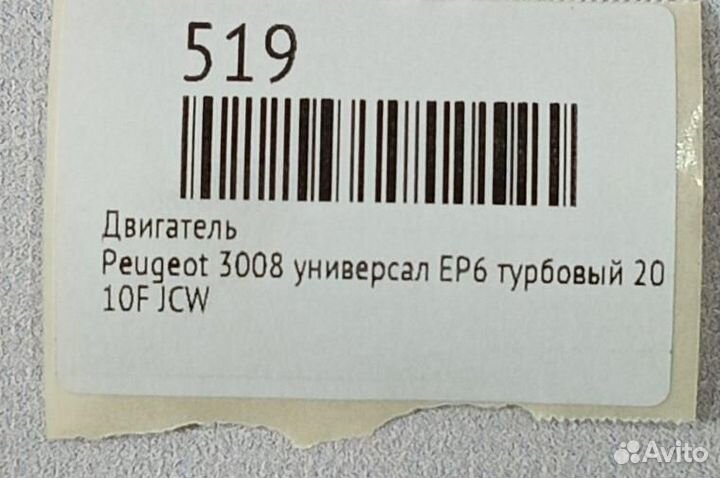 519
Двигатель
Peugeot 3008 универсал EP6 турбовый 20
10F JCW
Avito